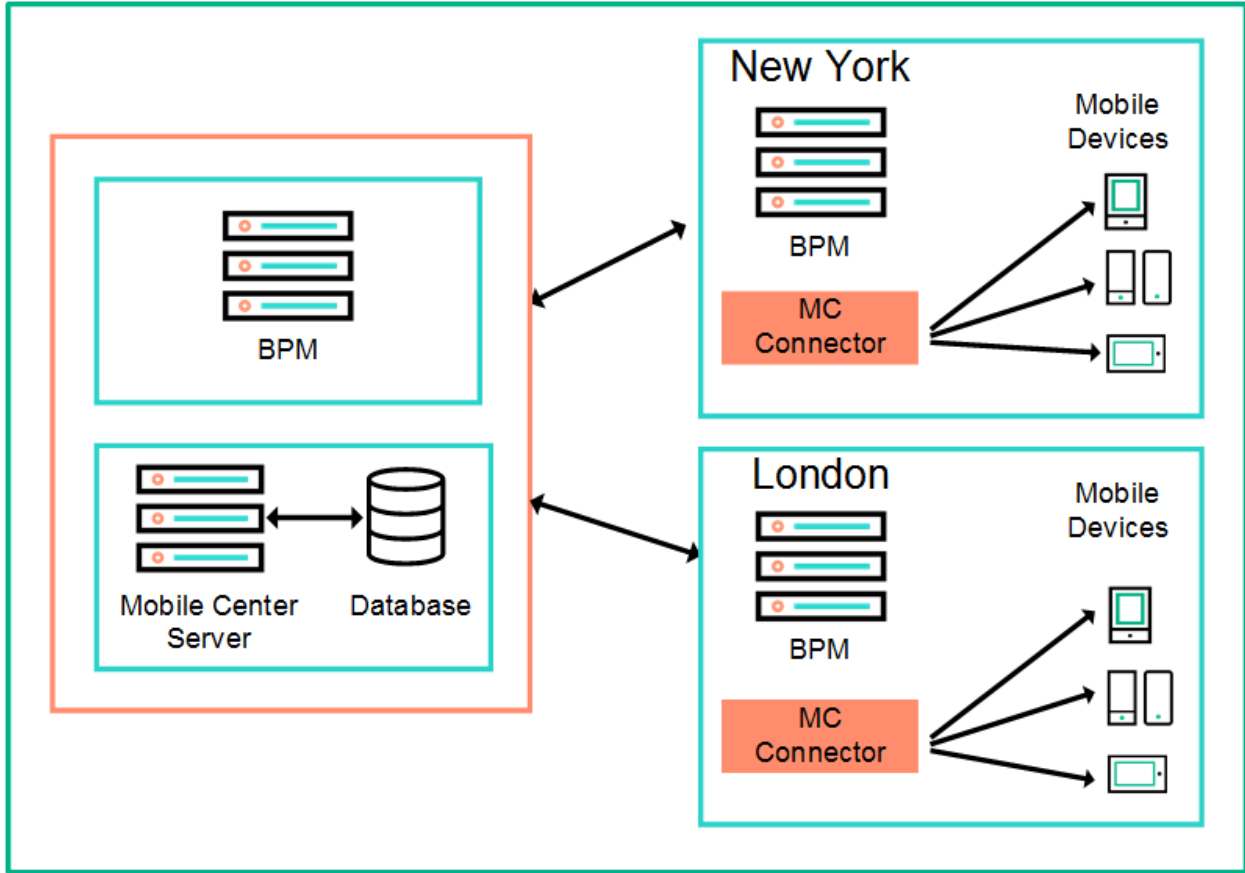 BPM
Mobile Center
Server
Database
New York
BPM
MC
Connector
Mobile
Devices
London
BPM
MC
Connector
Mobile
Devices